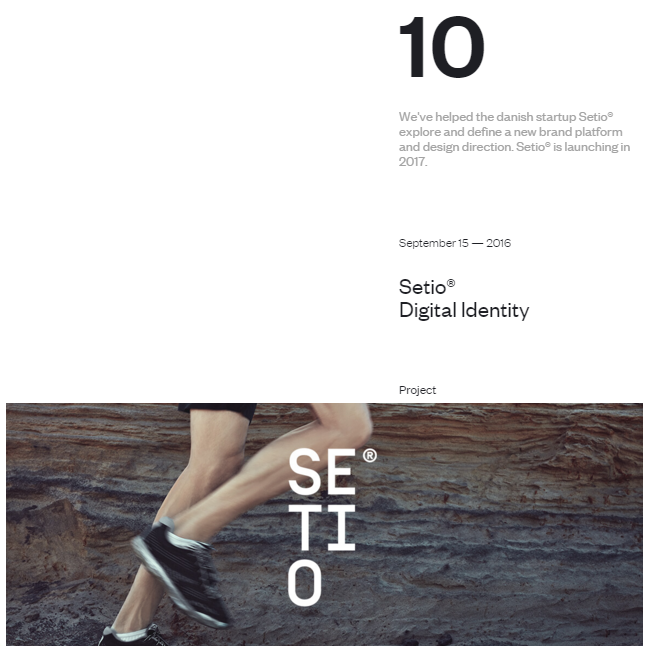 10
We've helped the danish startup Setio®
explore and define a new brand platform
and design direction. Setio® is launching in
2017.
September 15 — 2016
Setio®
Digital Identity
Project
SE®
TI
O